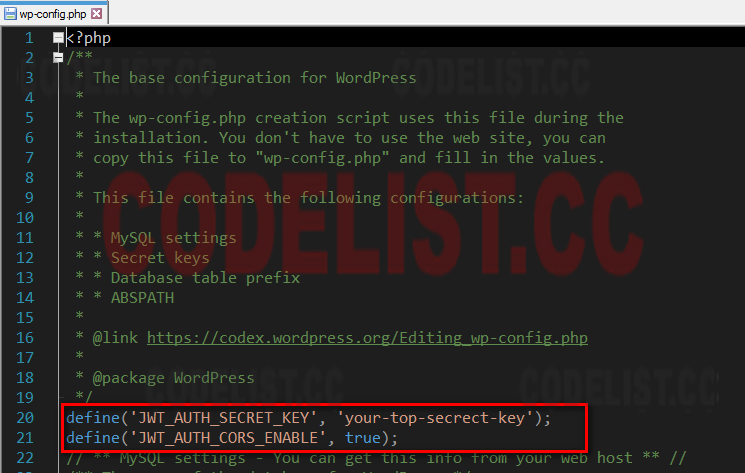 wp-config.php
1 <?php
2 /**
3 * The base configuration for WordPress
4 *
5 * The wp-config.php creation script uses this file during the
6 * installation. You don't have to use the web site, you can
7 * copy this file to "wp-config.php" and fill in the values.
8 *
9 * This file contains the following configurations:
10 *
11 * * MySQL settings
12 * * Secret keys
13 * * Database table prefix
14 * * ABSPATH
15 *
16 * @link https://codex.wordpress.org/Editing_wp-config.php
17 *
18 * @package WordPress
19 */
20 define('JWT_AUTH_SECRET_KEY', 'your-top-secrect-key');
21 define('JWT_AUTH_CORS_ENABLE', true);
22 // ** MySQL settings - You can get this info from your web host ** //
CODELIST.CC
CODELIST.CC
CODELIST.CC
CODELIST.CC
CODELIST.CC